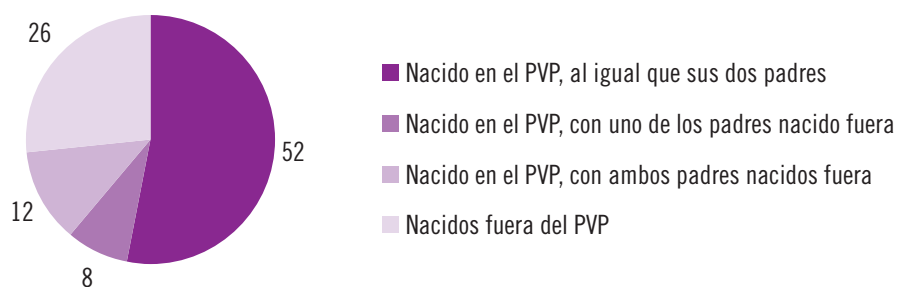 26
52
12
8
Nacido en el PVP, al igual que sus dos padres
Nacido en el PVP, con uno de los padres nacido fuera
Nacido en el PVP, con ambos padres nacidos fuera
Nacidos fuera del PVP